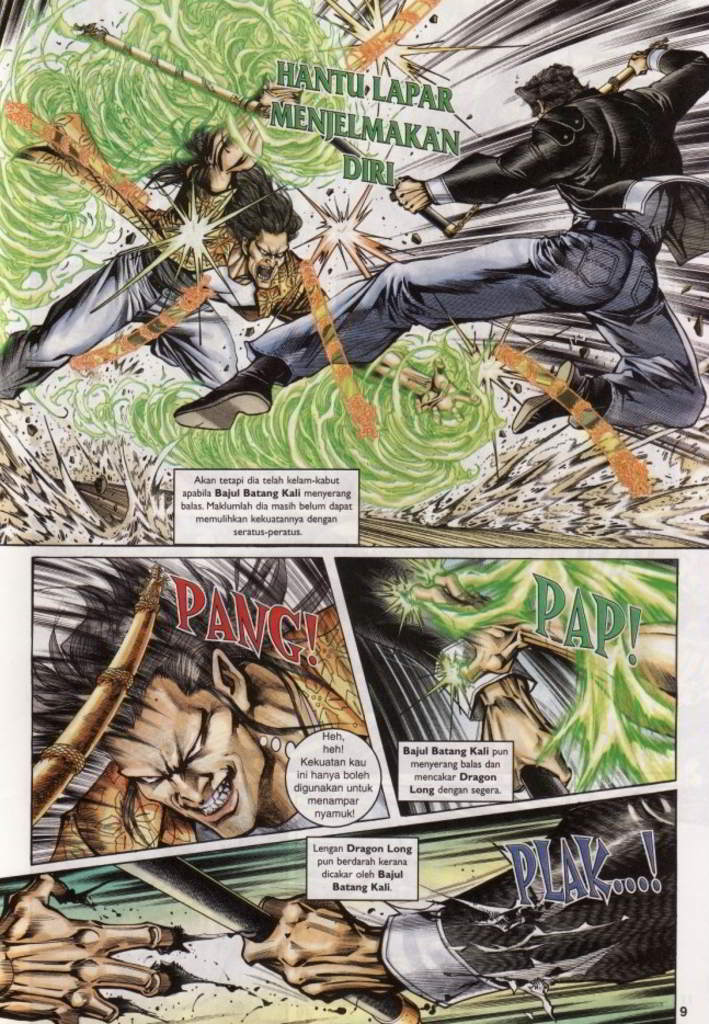 HANTU LAPAR
MENJELMAKAN
DIRI
Akan tetapi dia telah kelam-kabut
apabila Bajul Batang Kali menyerang
balas. Maklumlah dia masih belum dapat
memulihkan kekuatannya dengan
seratus-peratus.
PANG!
Heh,
heh!
Kekuatan kau
ini hanya boleh
digunakan untuk
menampar
nyamuk!
PAP!
Bajul Batang Kali pun
menyerang balas dan
mencakar Dragon
Long dengan segera.
Lengan Dragon Long
pun berdarah kerana
dicakar oleh Bajul
Batang Kali.
PLAK....!
9